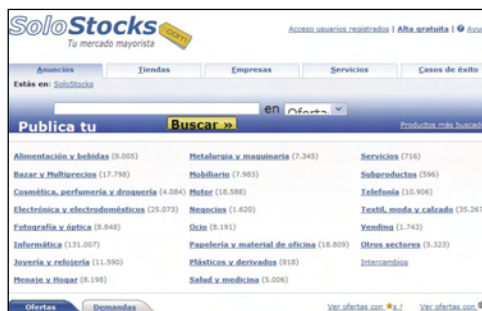 SoloStocks.com
Tu mercado mayorista
Acceso usuarios registrados | Alta gratuita |
Anuncios Tiendas Empresas Servicios Casos de éxito
Estás en: SoloStocks
en Oferta
Publica tu Buscar » Productos más
Alimentación y bebidas (8.005) Metalurgia y maquinaria (7.345) Servicios (716)
Bazar y Multiprecios (17.798) Mobiliario (7.983) Subproductos (596)
Cosmética, perfumería y droguería (4.084) Motor (18.588) Telefonía (10.906)
Electrónica y electrodomésticos (25.073) Negocios (1.620) Textil, moda y calzado (35.267
Fotografía y óptica (8.848) Ocio (8.191) Vending (1.743)
Informática (131.007) Papelería y material de oficina (18.809) Otros sectores (5.323)
Joyería y relojería (11.590) Plásticos y derivados (818) Intercambios
Menaje y Hogar (8.198) Salud y medicina (5.006)
Ofertas Demandas Ver ofertas con Ver ofertas con